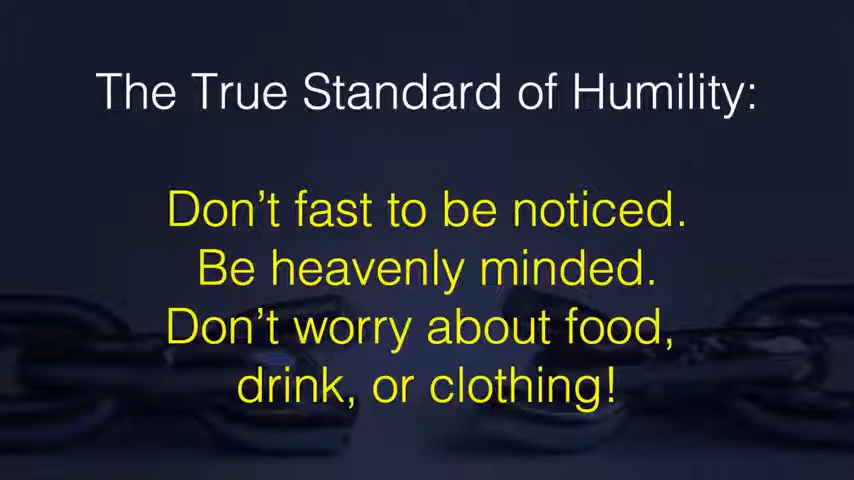 The True Standard of Humility:
Don’t fast to be noticed.
Be heavenly minded.
Don’t worry about food,
drink, or clothing!